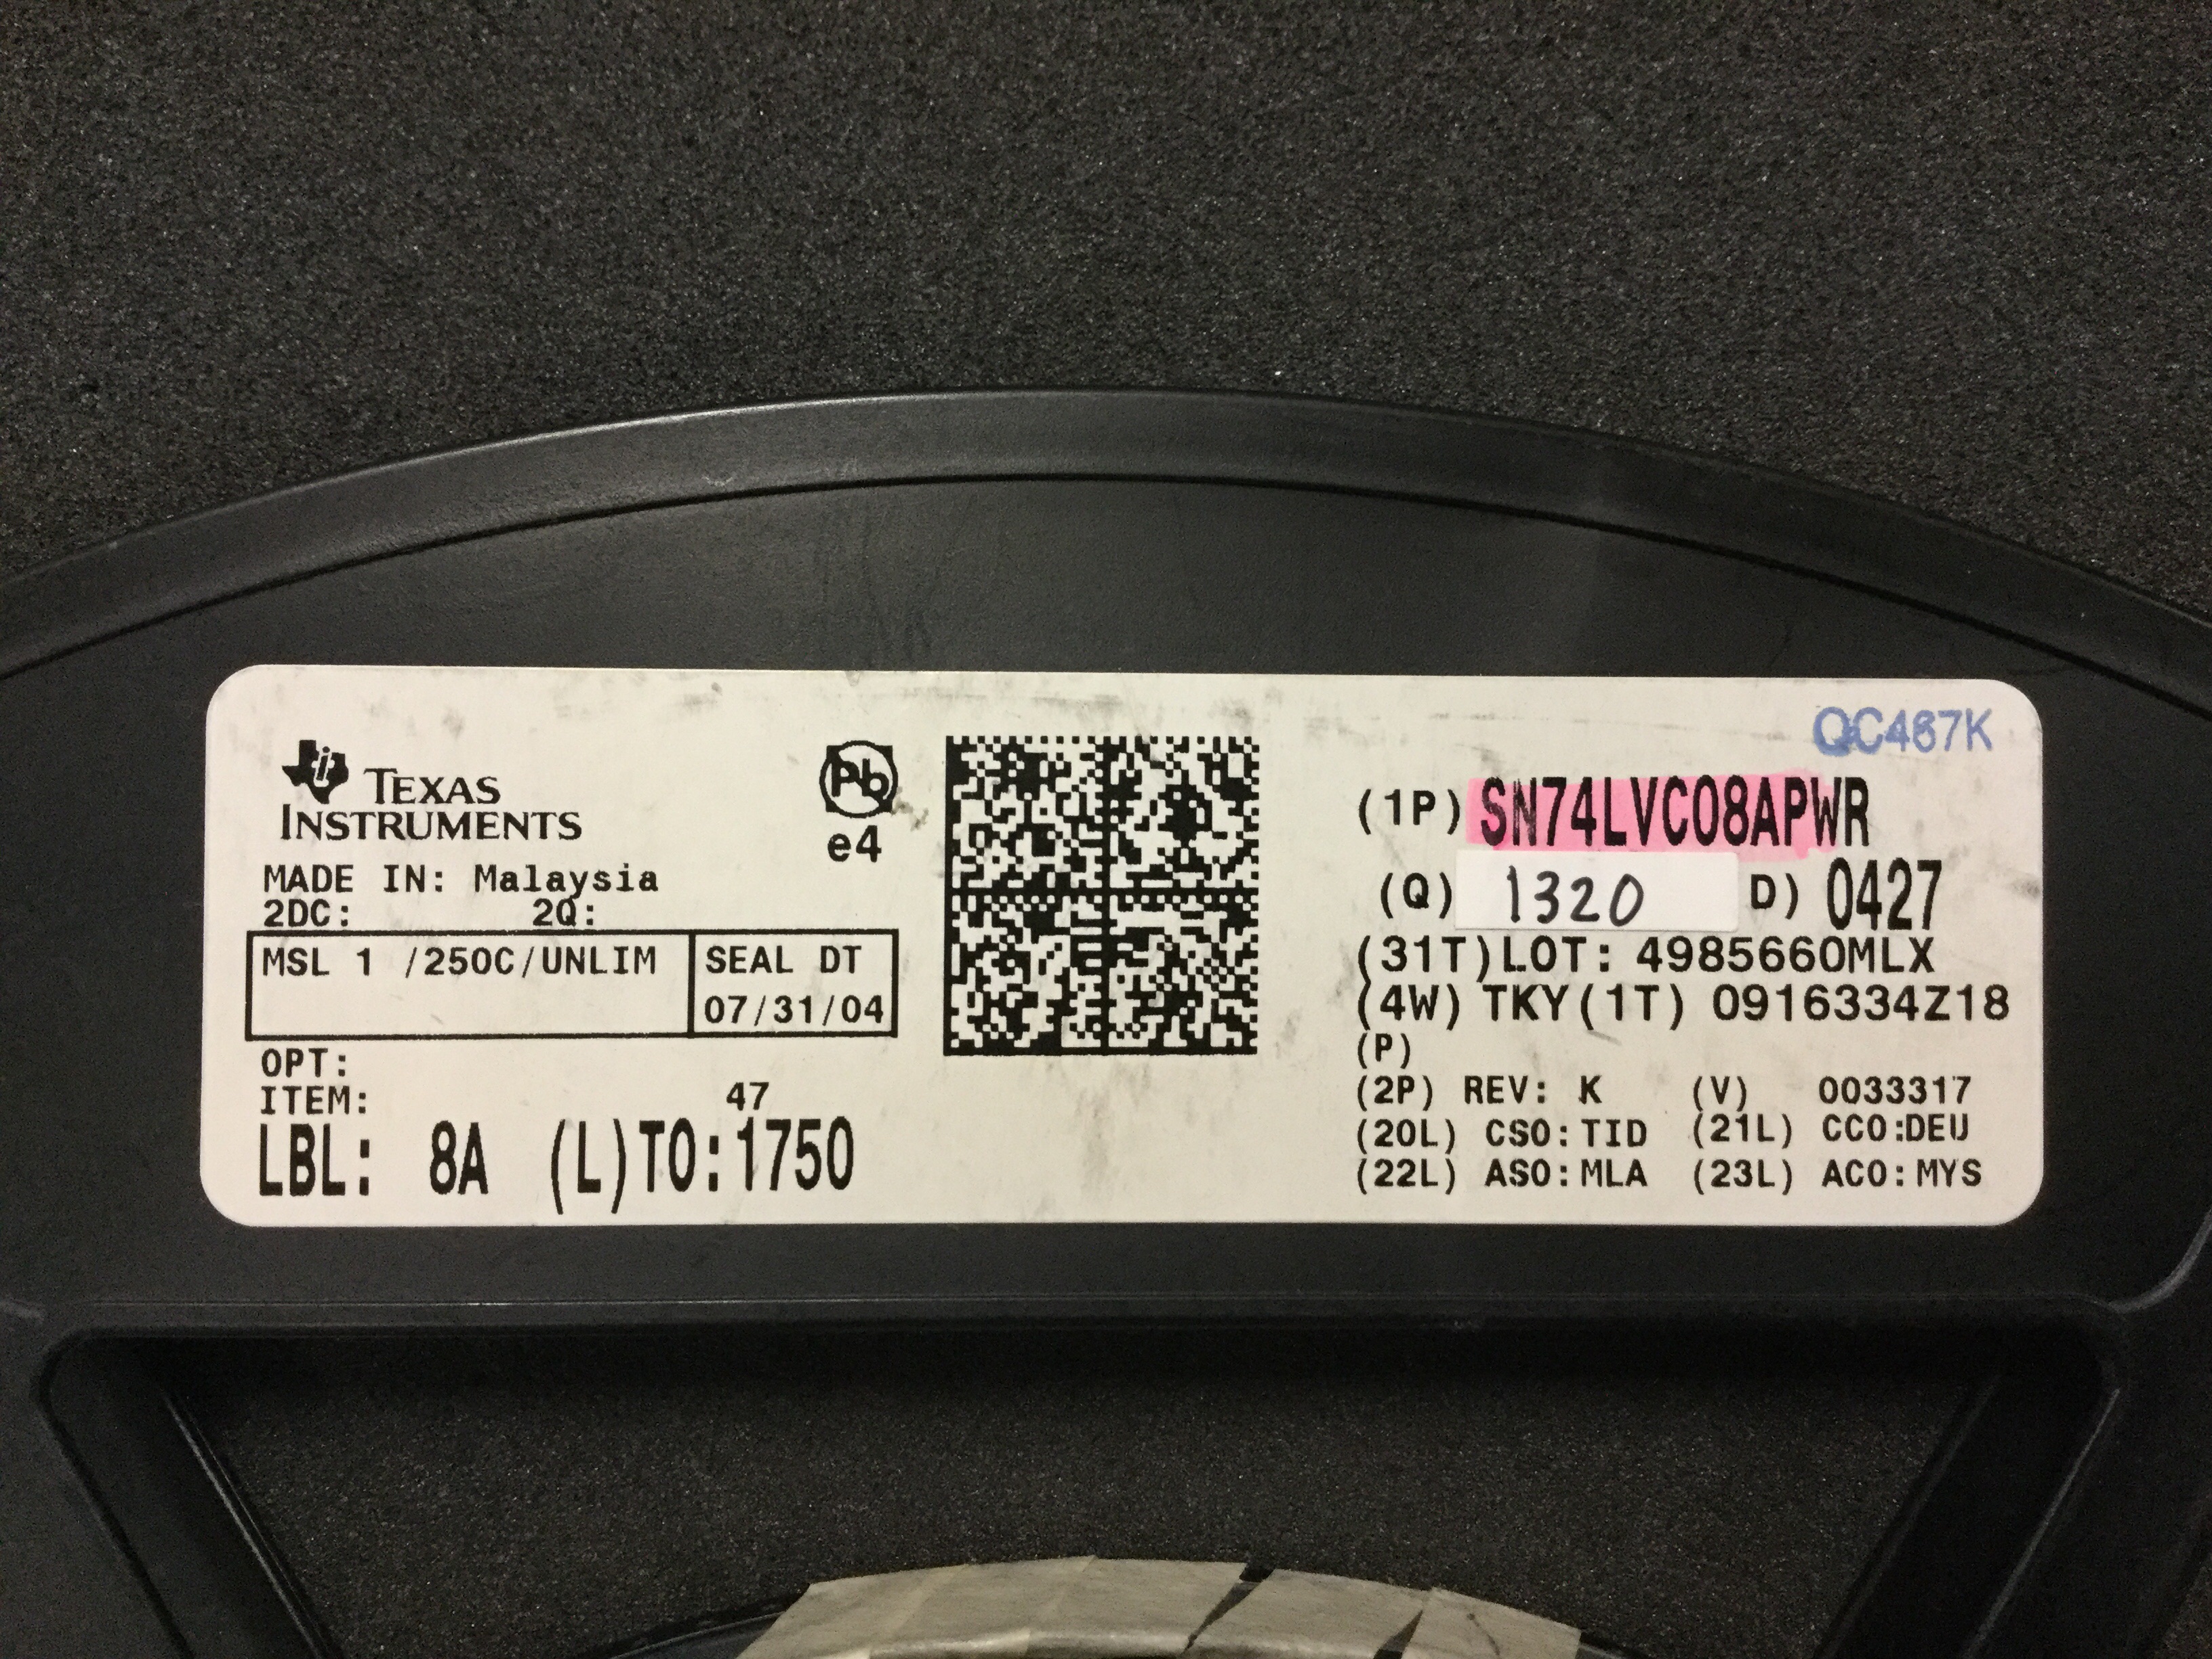 TEXAS
INSTRUMENTS
MADE IN: Malaysia
2DC: 2Q:
MSL 1 /250C/UNLIM
SEAL DT
07/31/04
OPT:
ITEM:
47
LBL: 8A (L)TO:1750
Pb
e4
QC467K
(1P) SN74LVC08APWR
(Q) 1320 D) 0427
(31T)LOT: 4985660MLX
(4W) TKY(1T) 0916334Z18
(P)
(2P) REV: K (V) 0033317
(20L) CSO:TID (21L) CCO:DEU
(22L) ASO:MLA (23L) ACO:MYS